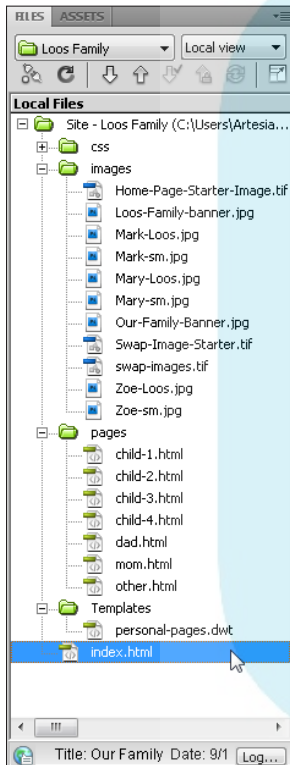 FILES ASSETS
Loos Family Local view
Local Files
Site - Loos Family (C:\Users\Artesia...
css
images
Home-Page-Starter-Image.tif
Loos-Family-banner.jpg
Mark-Loos.jpg
Mark-sm.jpg
Mary-Loos.jpg
Mary-sm.jpg
Our-Family-Banner.jpg
Swap-Image-Starter.tif
swap-images.tif
Zoe-Loos.jpg
Zoe-sm.jpg
pages
child-1.html
child-2.html
child-3.html
child-4.html
dad.html
mom.html
other.html
Templates
personal-pages.dwt
index.html
Title: Our Family Date: 9/1 Log...